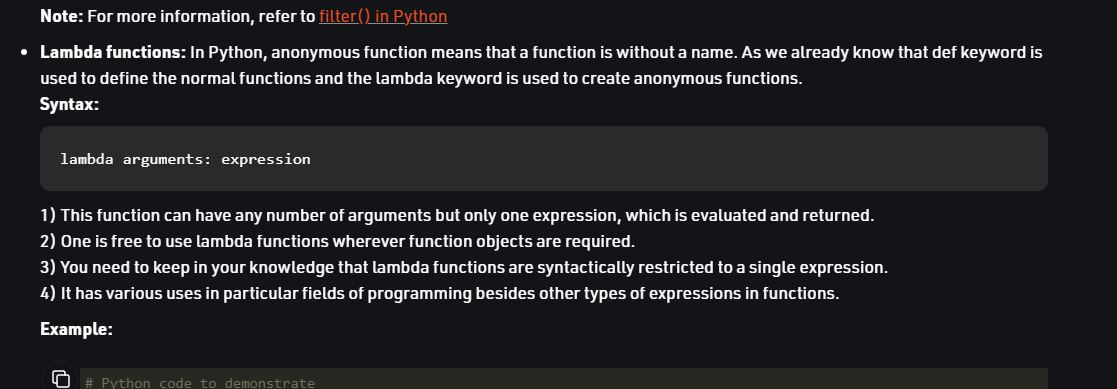 Note: For more information, refer to filter() in Python
• Lambda functions: In Python, anonymous function means that a function is without a name. As we already know that def keyword is
used to define the normal functions and the lambda keyword is used to create anonymous functions.
Syntax:
lambda arguments: expression
1) This function can have any number of arguments but only one expression, which is evaluated and returned.
2) One is free to use lambda functions wherever function objects are required.
3) You need to keep in your knowledge that lambda functions are syntactically restricted to a single expression.
4) It has various uses in particular fields of programming besides other types of expressions in functions.
Example:
# Python code to demonstrate